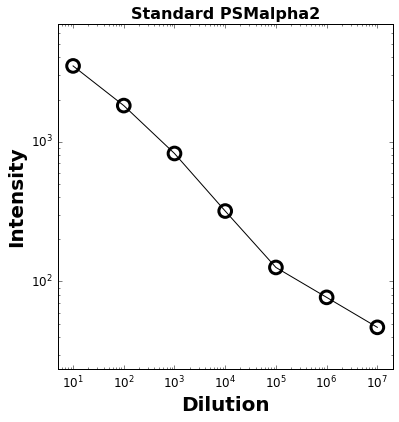 Standard PSMalpha2
Intensity
10³
10²
10¹ 10² 10³ 10⁴ 10⁵ 10⁶ 10⁷
Dilution